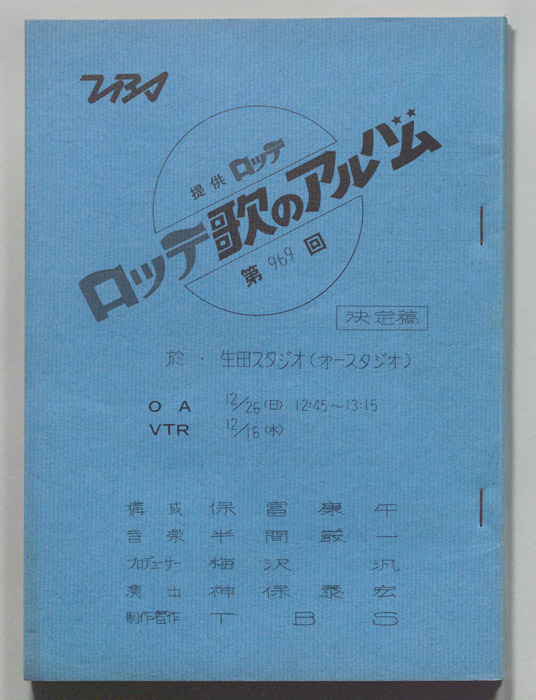 TBS
提供 ロッテ
ロッテ歌のアルバム
第969回
決定稿
於・生田スタジオ(オースタジオ)
OA 12/26(日) 12:45~13:15
VTR 12/16(木)
構成 保富康午
音楽 半間巌一
プロデューサー 梅沢 汎
演出 神保泰宏
制作著作 TBS